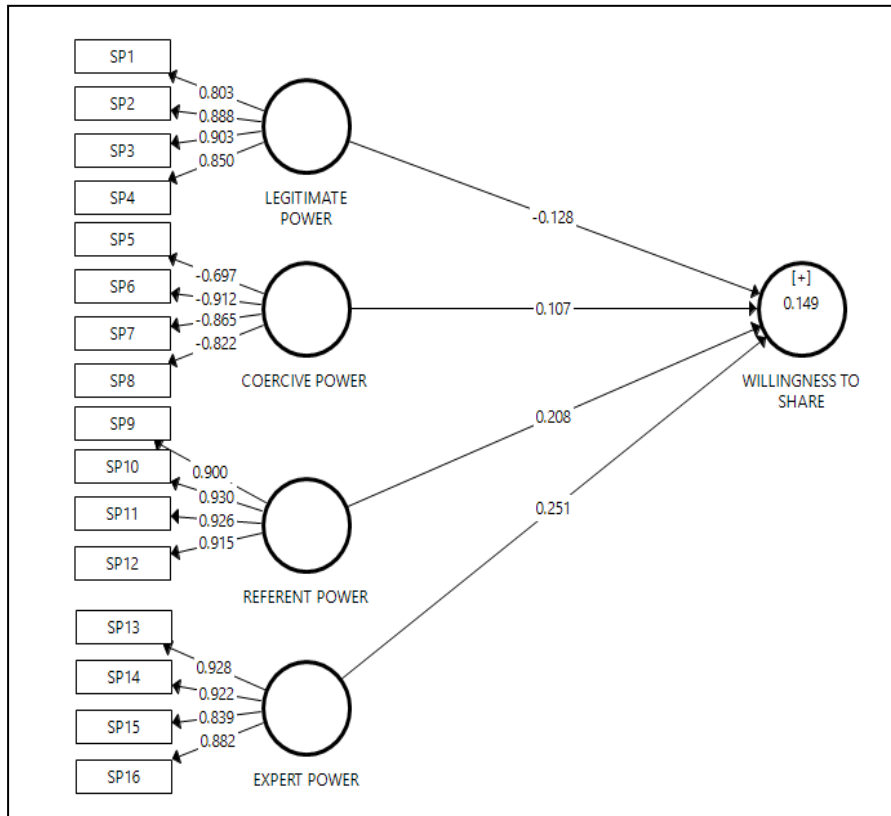 SP1
0.803
SP2
0.888
SP3
0.903
0.850
SP4
LEGITIMATE
POWER
-0.128
SP5
-0.697
SP6
-0.912
SP7
-0.865
-0.822
SP8
COERCIVE POWER
0.107
[+]
0.149
WILLINGNESS TO
SHARE
SP9
0.900
SP10
0.930
SP11
0.926
0.915
SP12
REFERENT POWER
0.208
SP13
0.928
SP14
0.922
SP15
0.839
0.882
SP16
EXPERT POWER
0.251